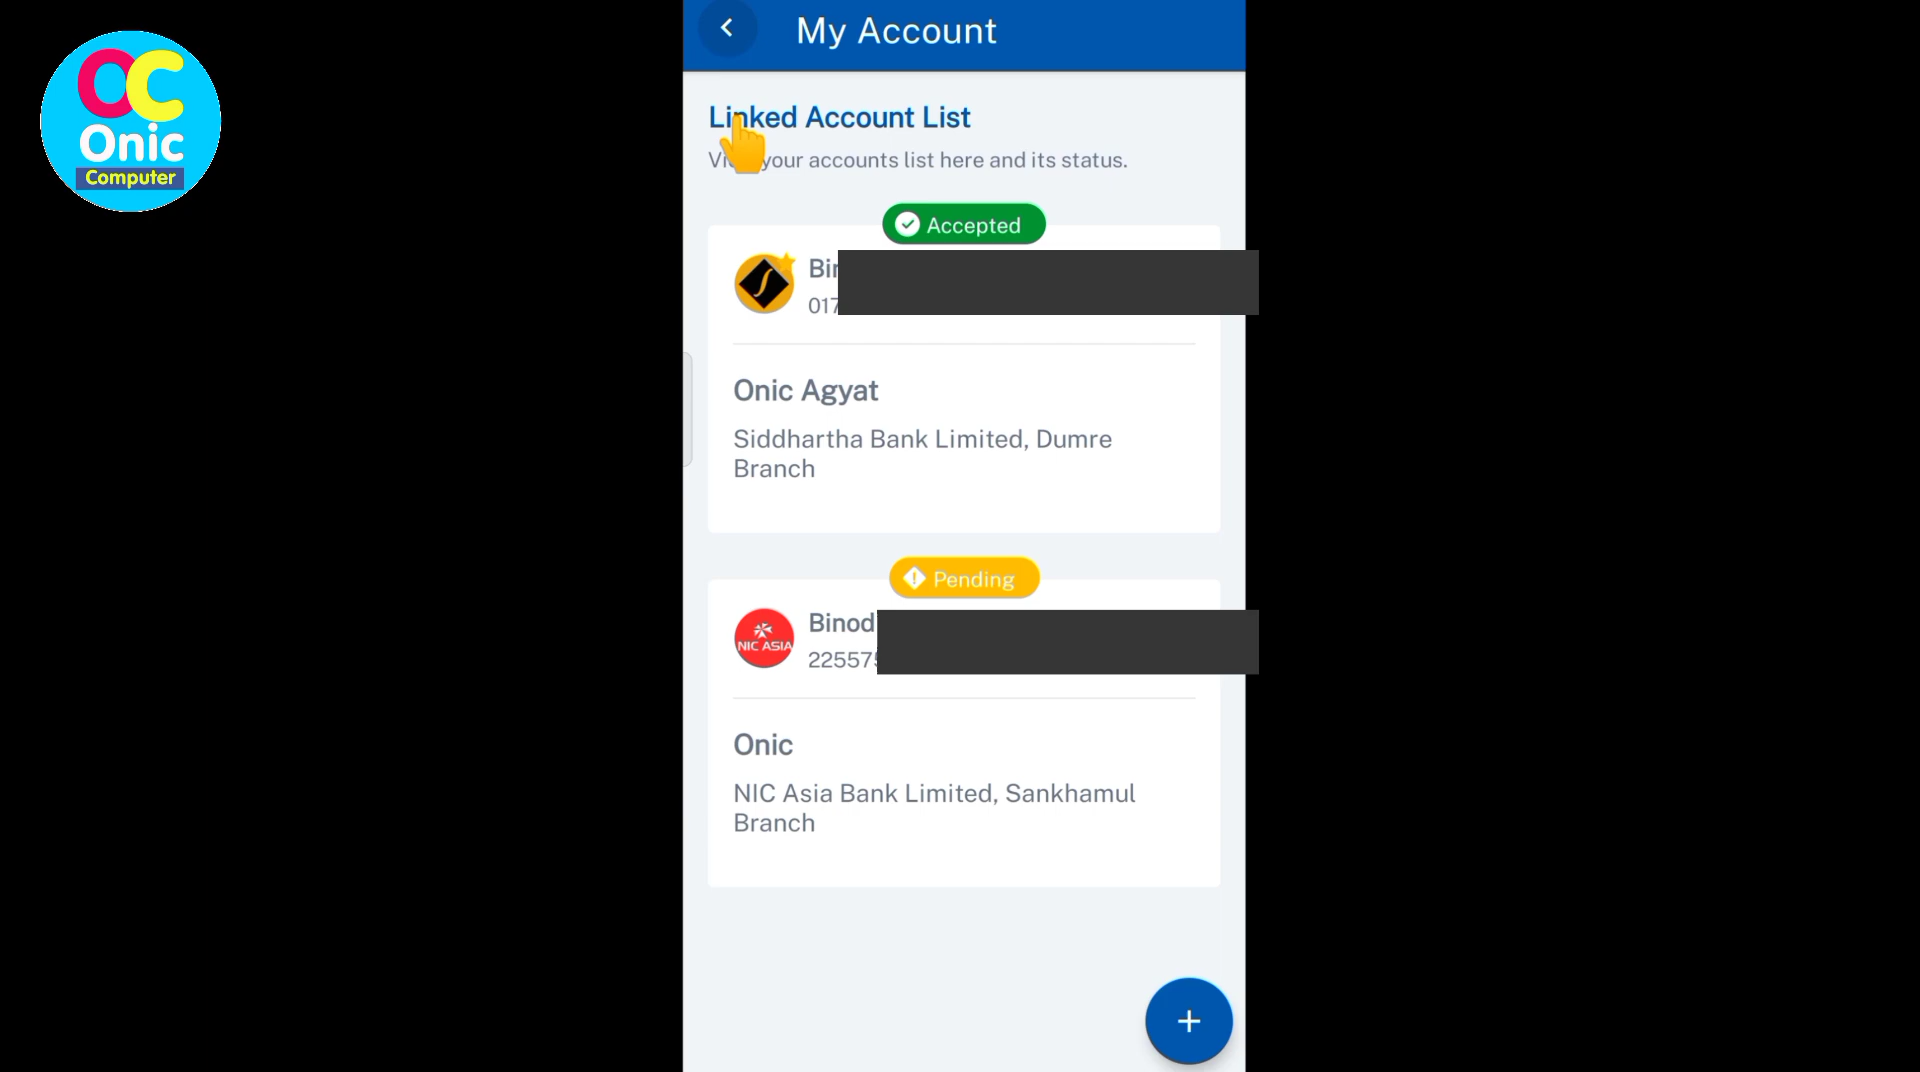 OC
Onic
Computer
My Account
Linked Account List
your accounts list here and its status.
Accepted
Onic Agyat
Siddhartha Bank Limited, Dumre
Branch
Pending
Binod
NIC ASIA
22557
Onic
NIC Asia Bank Limited, Sankhamul
Branch
+